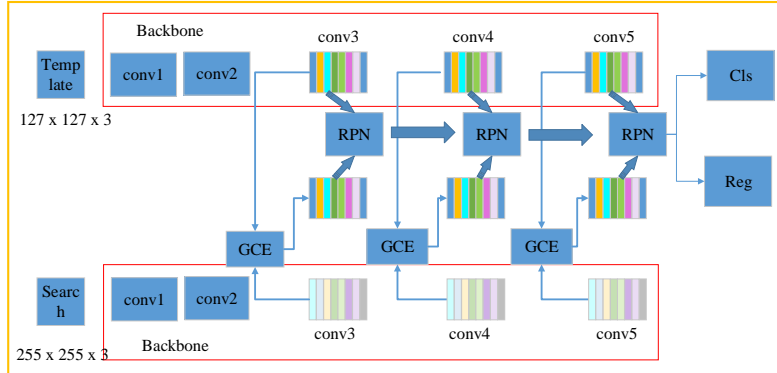 Backbone
conv3
conv4
conv5
Temp
late
conv1
conv2
Cls
127 x 127 x 3
RPN
RPN
RPN
Reg
GCE
GCE
GCE
Searc
h
conv1
conv2
conv3
conv4
conv5
Backbone
255 x 255 x 3